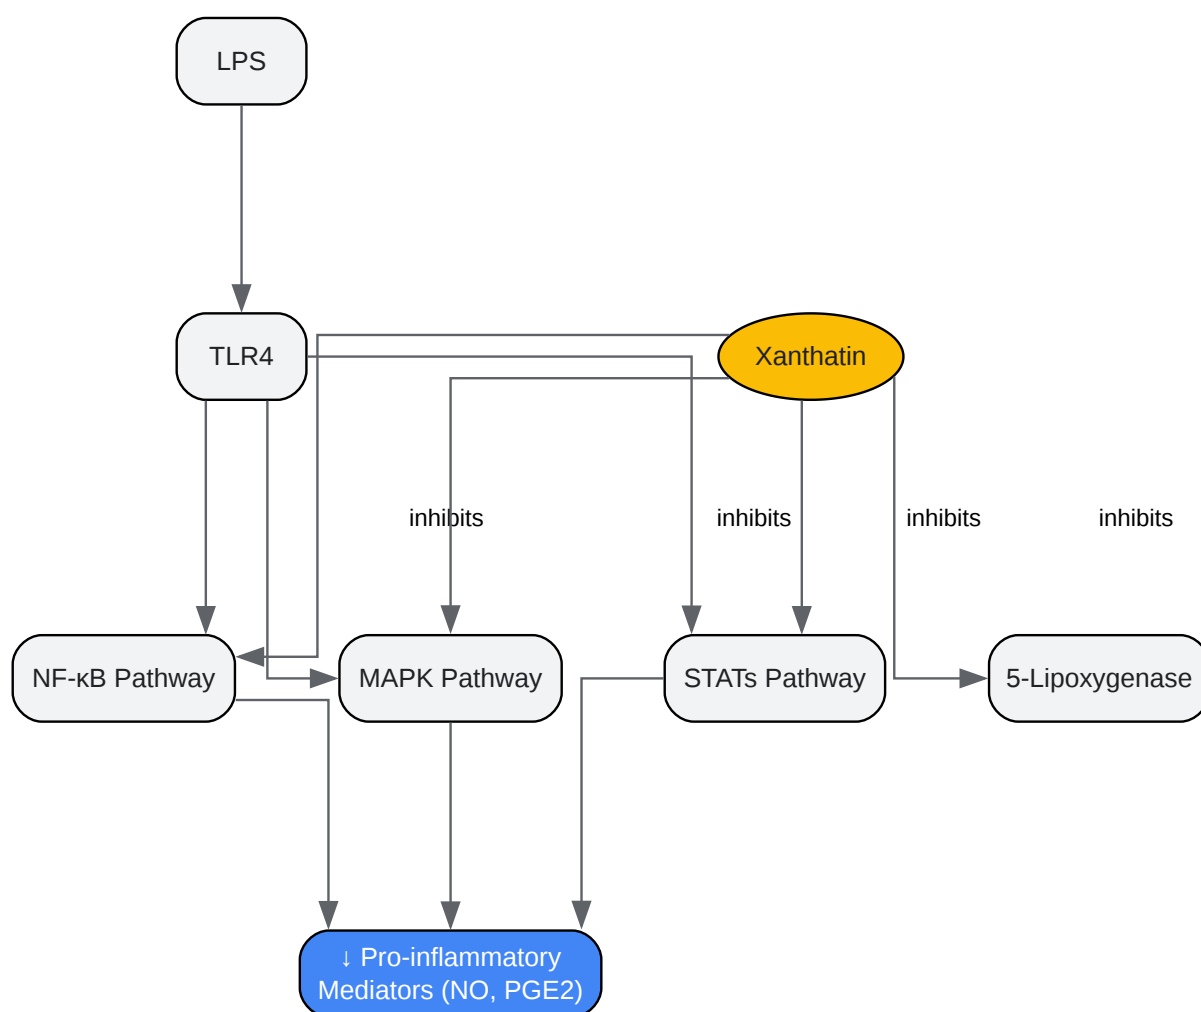 LPS
TLR4
Xanthatin
inhibits
inhibits
inhibits
inhibits
NF-κB Pathway
MAPK Pathway
STATs Pathway
5-Lipoxygenase
↓ Pro-inflammatory
Mediators (NO, PGE2)